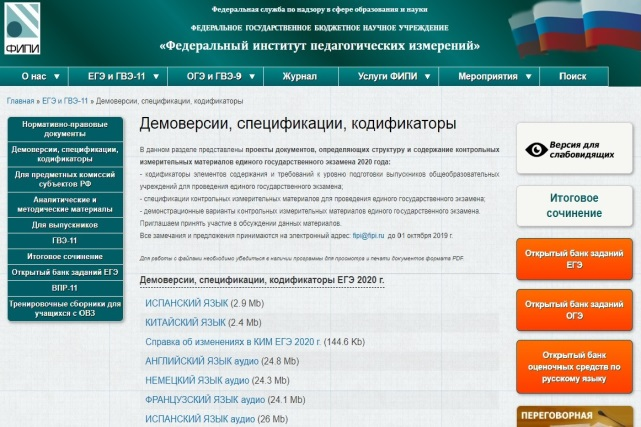 Федеральная служба по надзору в сфере образования и науки
ФЕДЕРАЛЬНОЕ ГОСУДАРСТВЕННОЕ БЮДЖЕТНОЕ НАУЧНОЕ УЧРЕЖДЕНИЕ
«Федеральный институт педагогических измерений»
ФИПИ
О нас
ЕГЭ и ГВЭ-11
ОГЭ и ГВЭ-9
Журнал
Услуги ФИПИ
Мероприятия
Поиск
Главная » ЕГЭ и ГВЭ-11 » Демоверсии, спецификации, кодификаторы
Нормативно-правовые
документы
Демоверсии, спецификации,
кодификаторы
Для предметных комиссий
субъектов РФ
Аналитические и
методические материалы
Для выпускников
ГВЭ-11
Итоговое сочинение
Открытый банк заданий ЕГЭ
ВПР-11
Тренировочные сборники для
учащихся с ОВЗ
Демоверсии, спецификации, кодификаторы
В данном разделе представлены проекты документов, определяющих структуру и содержание контрольных
измерительных материалов единого государственного экзамена 2020 года:
- кодификаторы элементов содержания и требований к уровню подготовки выпускников общеобразовательных
учреждений для проведения единого государственного экзамена;
- спецификации контрольных измерительных материалов для проведения единого государственного экзамена;
- демонстрационные варианты контрольных измерительных материалов единого государственного экзамена.
Приглашаем принять участие в обсуждении данных материалов.
Все замечания и предложения принимаются на электронный адрес: fipi@fipi.ru до 01 октября 2019 г.
Для работы с файлами необходимо убедиться в наличии программы для просмотра и печати документов формата PDF.
Демоверсии, спецификации, кодификаторы ЕГЭ 2020 г.
ИСПАНСКИЙ ЯЗЫК (2.9 Mb)
КИТАЙСКИЙ ЯЗЫК (2.4 Mb)
Справка об изменениях в КИМ ЕГЭ 2020 г. (144.6 Kb)
АНГЛИЙСКИЙ ЯЗЫК аудио (24.8 Mb)
НЕМЕЦКИЙ ЯЗЫК аудио (24.3 Mb)
ФРАНЦУЗСКИЙ ЯЗЫК аудио (24.1 Mb)
ИСПАНСКИЙ ЯЗЫК аудио (26 Mb)
Версия для
слабовидящих
Итоговое
сочинение
Открытый банк заданий
ЕГЭ
Открытый банк заданий
ОГЭ
Открытый банк
оценочных средств по
русскому языку
ПЕРЕГОВОРНАЯ